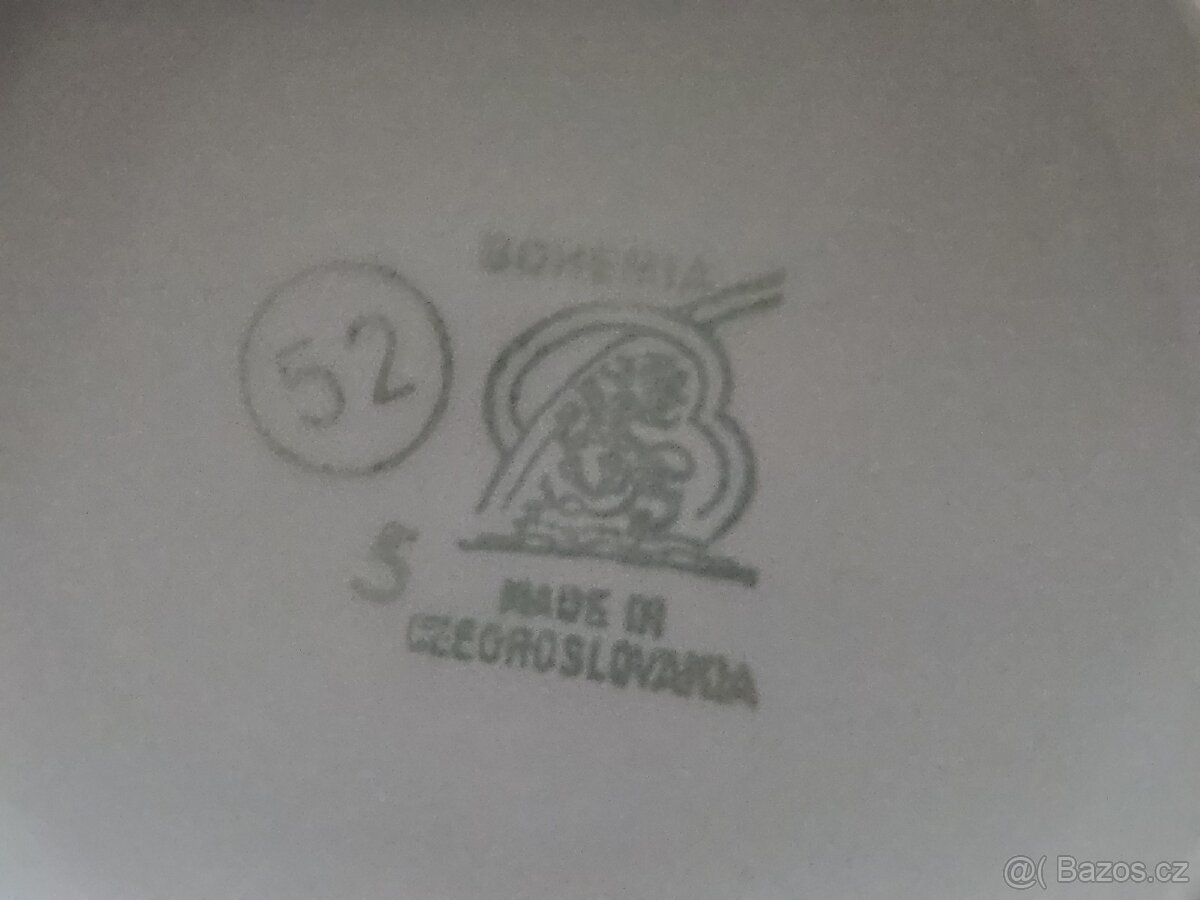 BOHEMIA
52
5
MADE IN
CZECHOSLOVAKIA
@( Bazos.cz